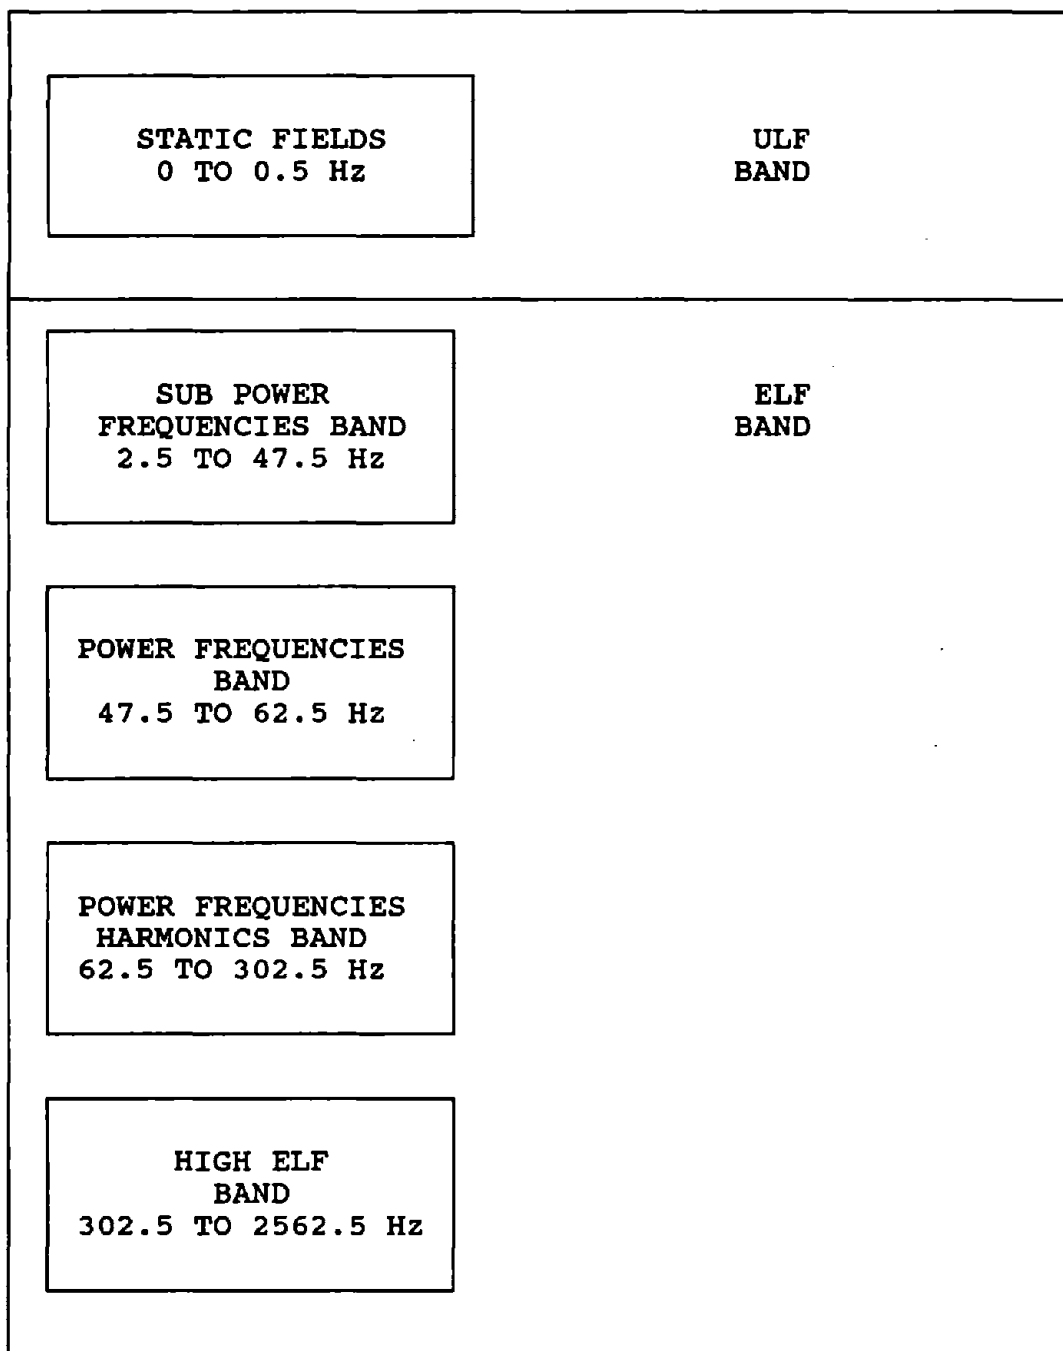 STATIC FIELDS
0 TO 0.5 Hz
ULF
BAND
SUB POWER
FREQUENCIES BAND
2.5 TO 47.5 Hz
ELF
BAND
POWER FREQUENCIES
BAND
47.5 TO 62.5 Hz
POWER FREQUENCIES
HARMONICS BAND
62.5 TO 302.5 Hz
HIGH ELF
BAND
302.5 TO 2562.5 Hz